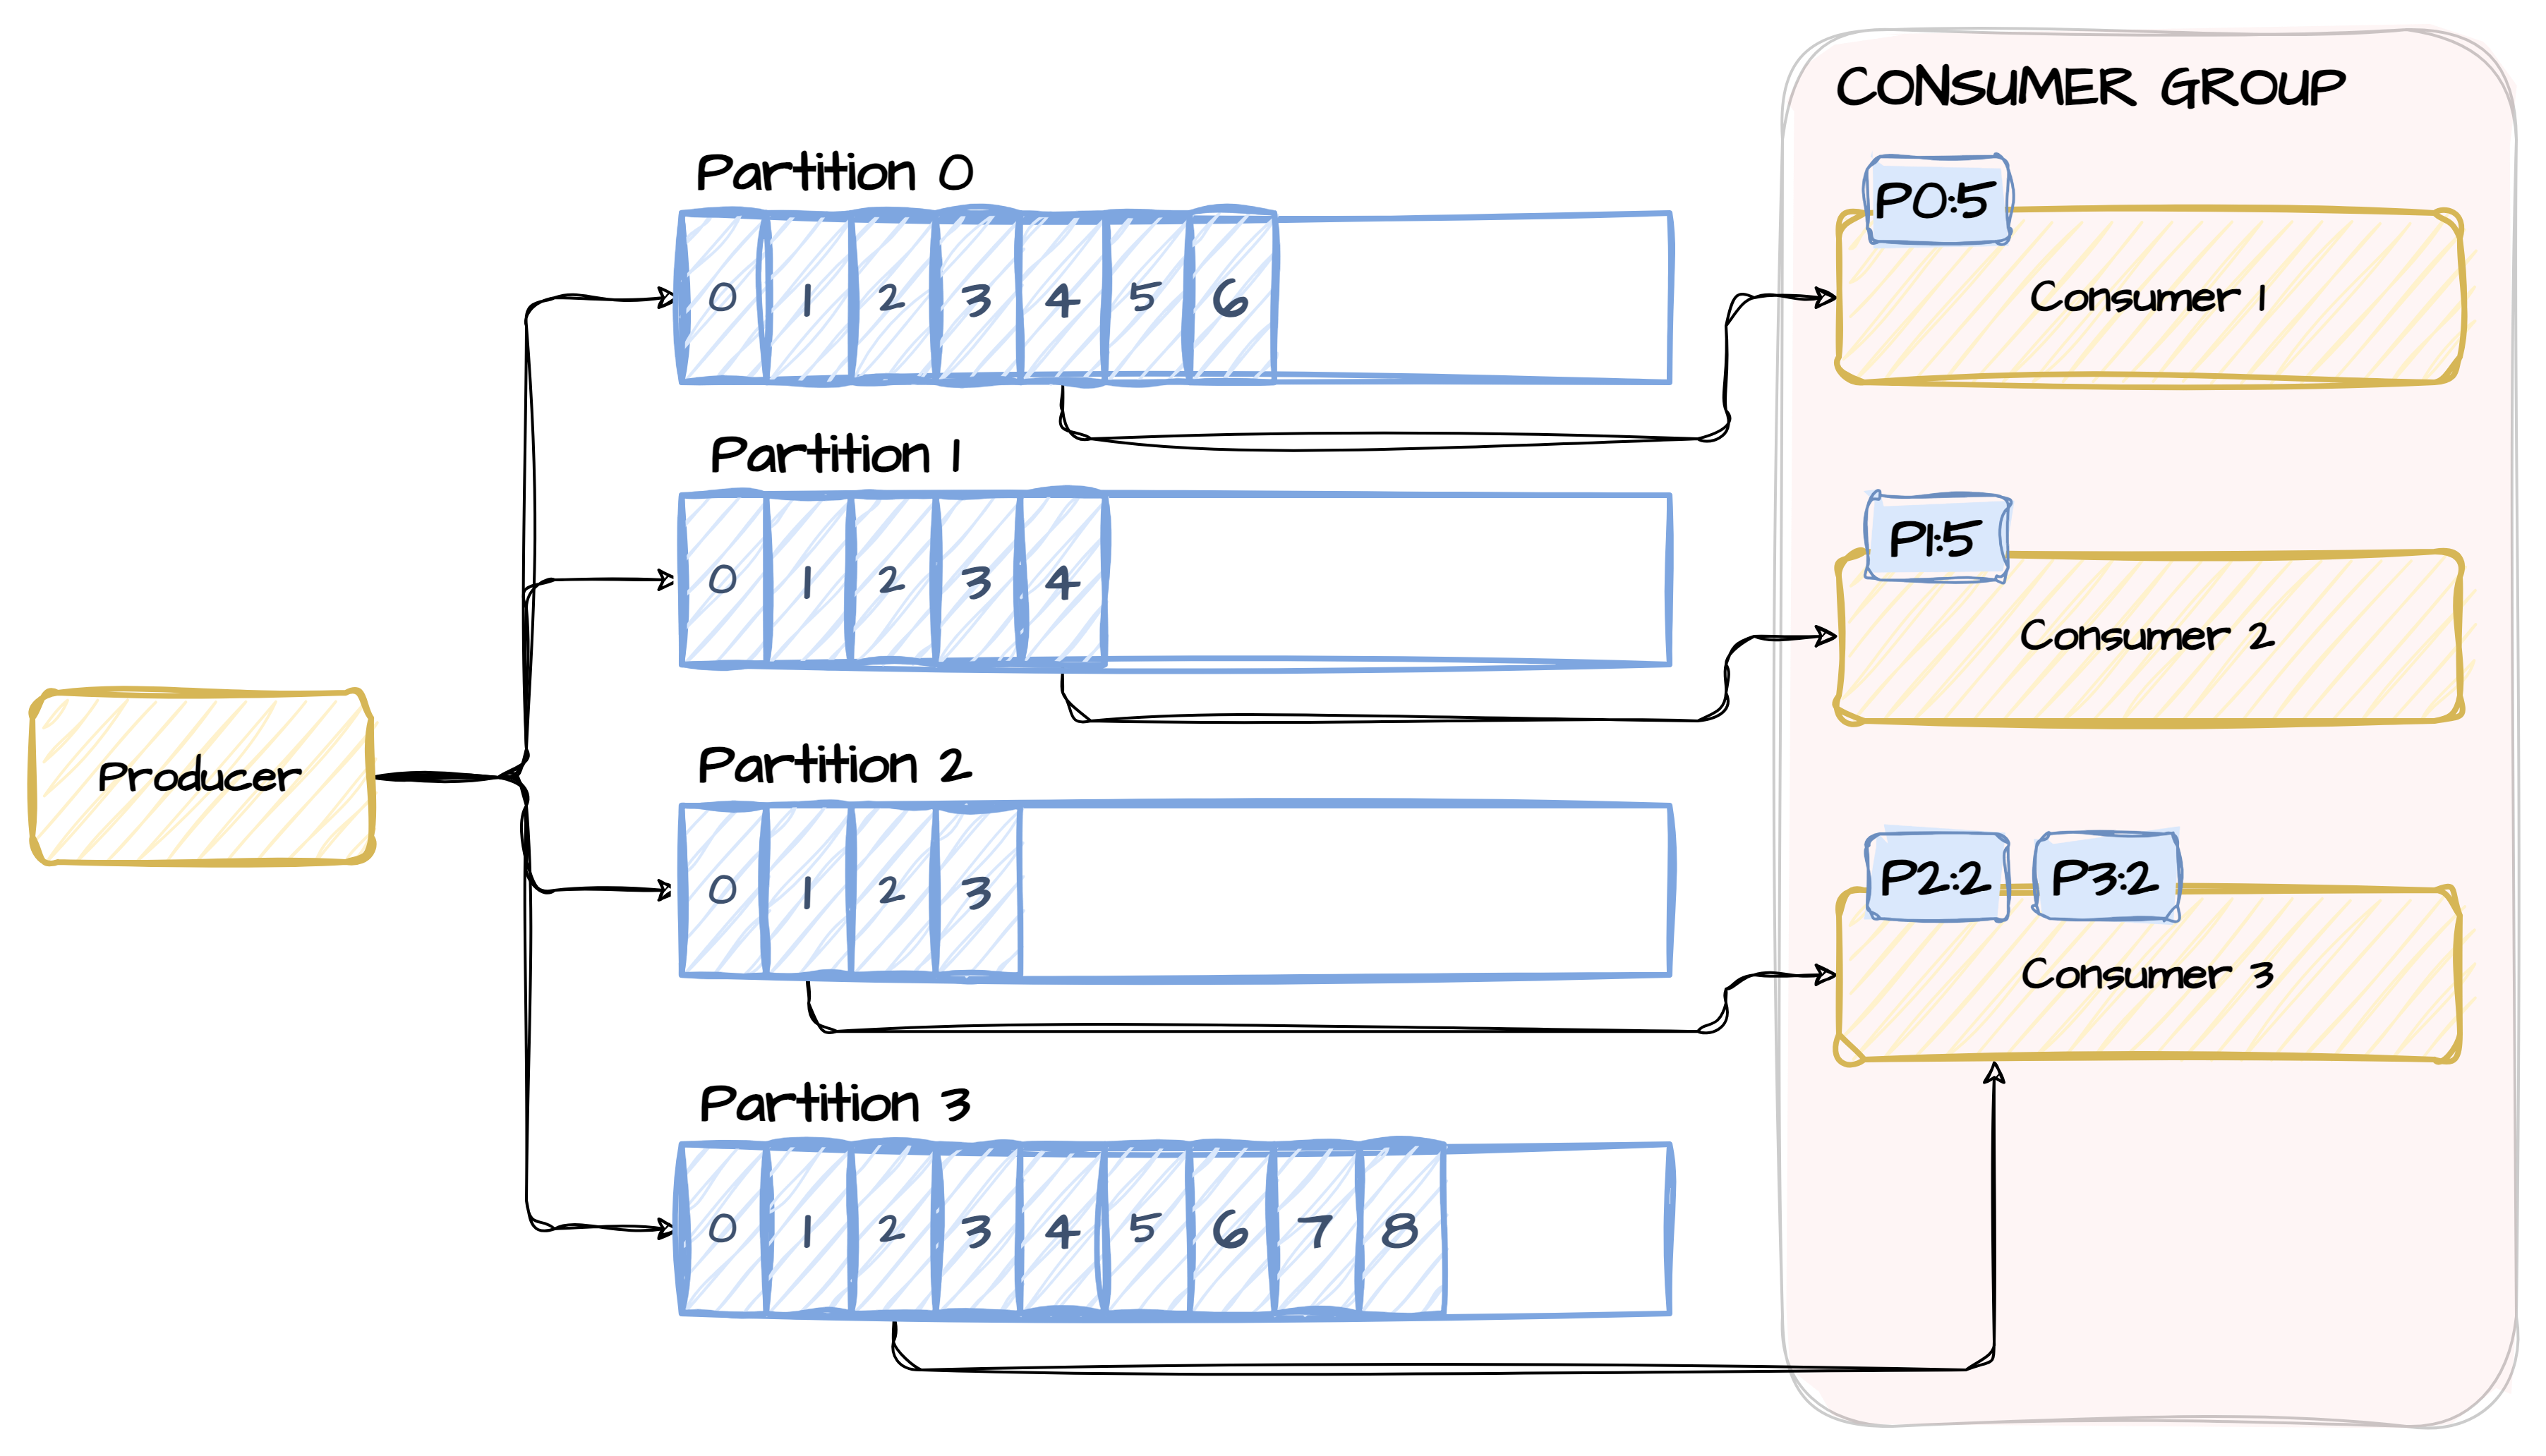 CONSUMER GROUP
Partition 0
P0:5
0 1 2 3 4 5 6
Consumer 1
Partition 1
P1:5
0 1 2 3 4
Consumer 2
Producer
Partition 2
P2:2 P3:2
0 1 2 3
Consumer 3
Partition 3
0 1 2 3 4 5 6 7 8